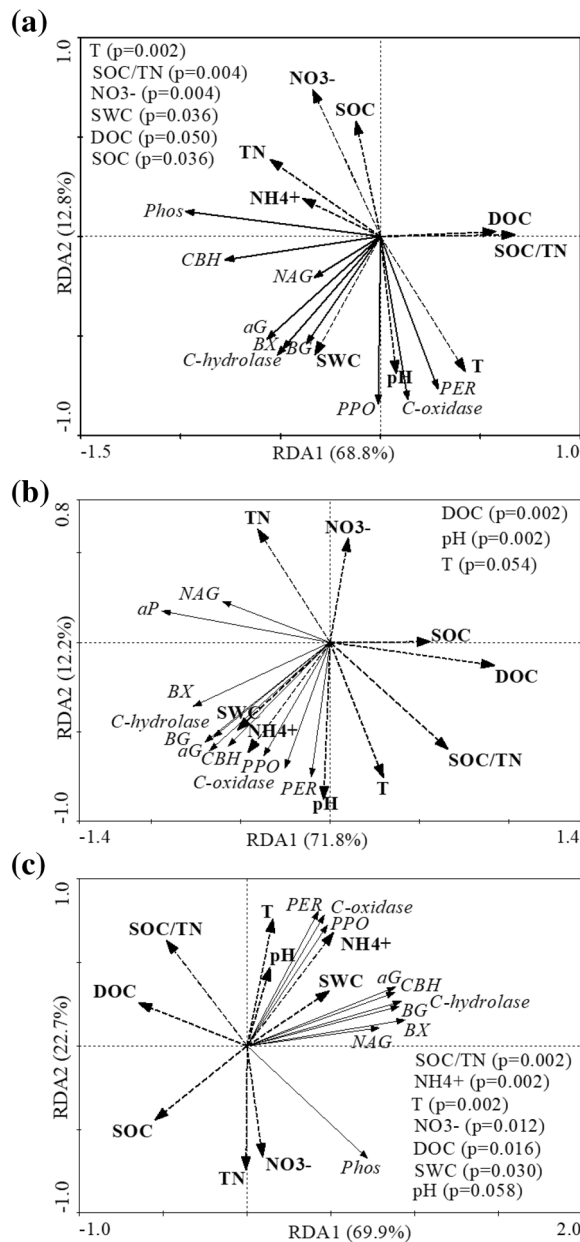 (a)
1.0
T (p=0.002)
SOC/TN (p=0.004)
NO3- (p=0.004)
SWC (p=0.036)
DOC (p=0.050)
SOC (p=0.036)
NO3-
SOC
TN
NH4+
Phos
DOC
SOC/TN
CBH
NAG
aG
BX
BG
C-hydrolase
SWC
pH
T
PER
PPO
C-oxidase
RDA2 (12.8%)
-1.0
-1.5
RDA1 (68.8%)
1.0
(b)
0.8
DOC (p=0.002)
pH (p=0.002)
T (p=0.054)
TN
NO3-
NAG
aP
SOC
DOC
BX
C-hydrolase
SWC
BG
NH4+
aG
CBH
PPO
SOC/TN
C-oxidase
PER
T
pH
RDA2 (12.2%)
-1.0
-1.4
RDA1 (71.8%)
1.4
(c)
1.0
PER
C-oxidase
T
PPO
SOC/TN
NH4+
pH
aG
CBH
SWC
DOC
C-hydrolase
BG
BX
NAG
SOC/TN (p=0.002)
NH4+ (p=0.002)
T (p=0.002)
NO3- (p=0.012)
DOC (p=0.016)
SWC (p=0.030)
pH (p=0.058)
SOC
NO3-
TN
Phos
RDA2 (22.7%)
-1.0
-1.0
RDA1 (69.9%)
2.0